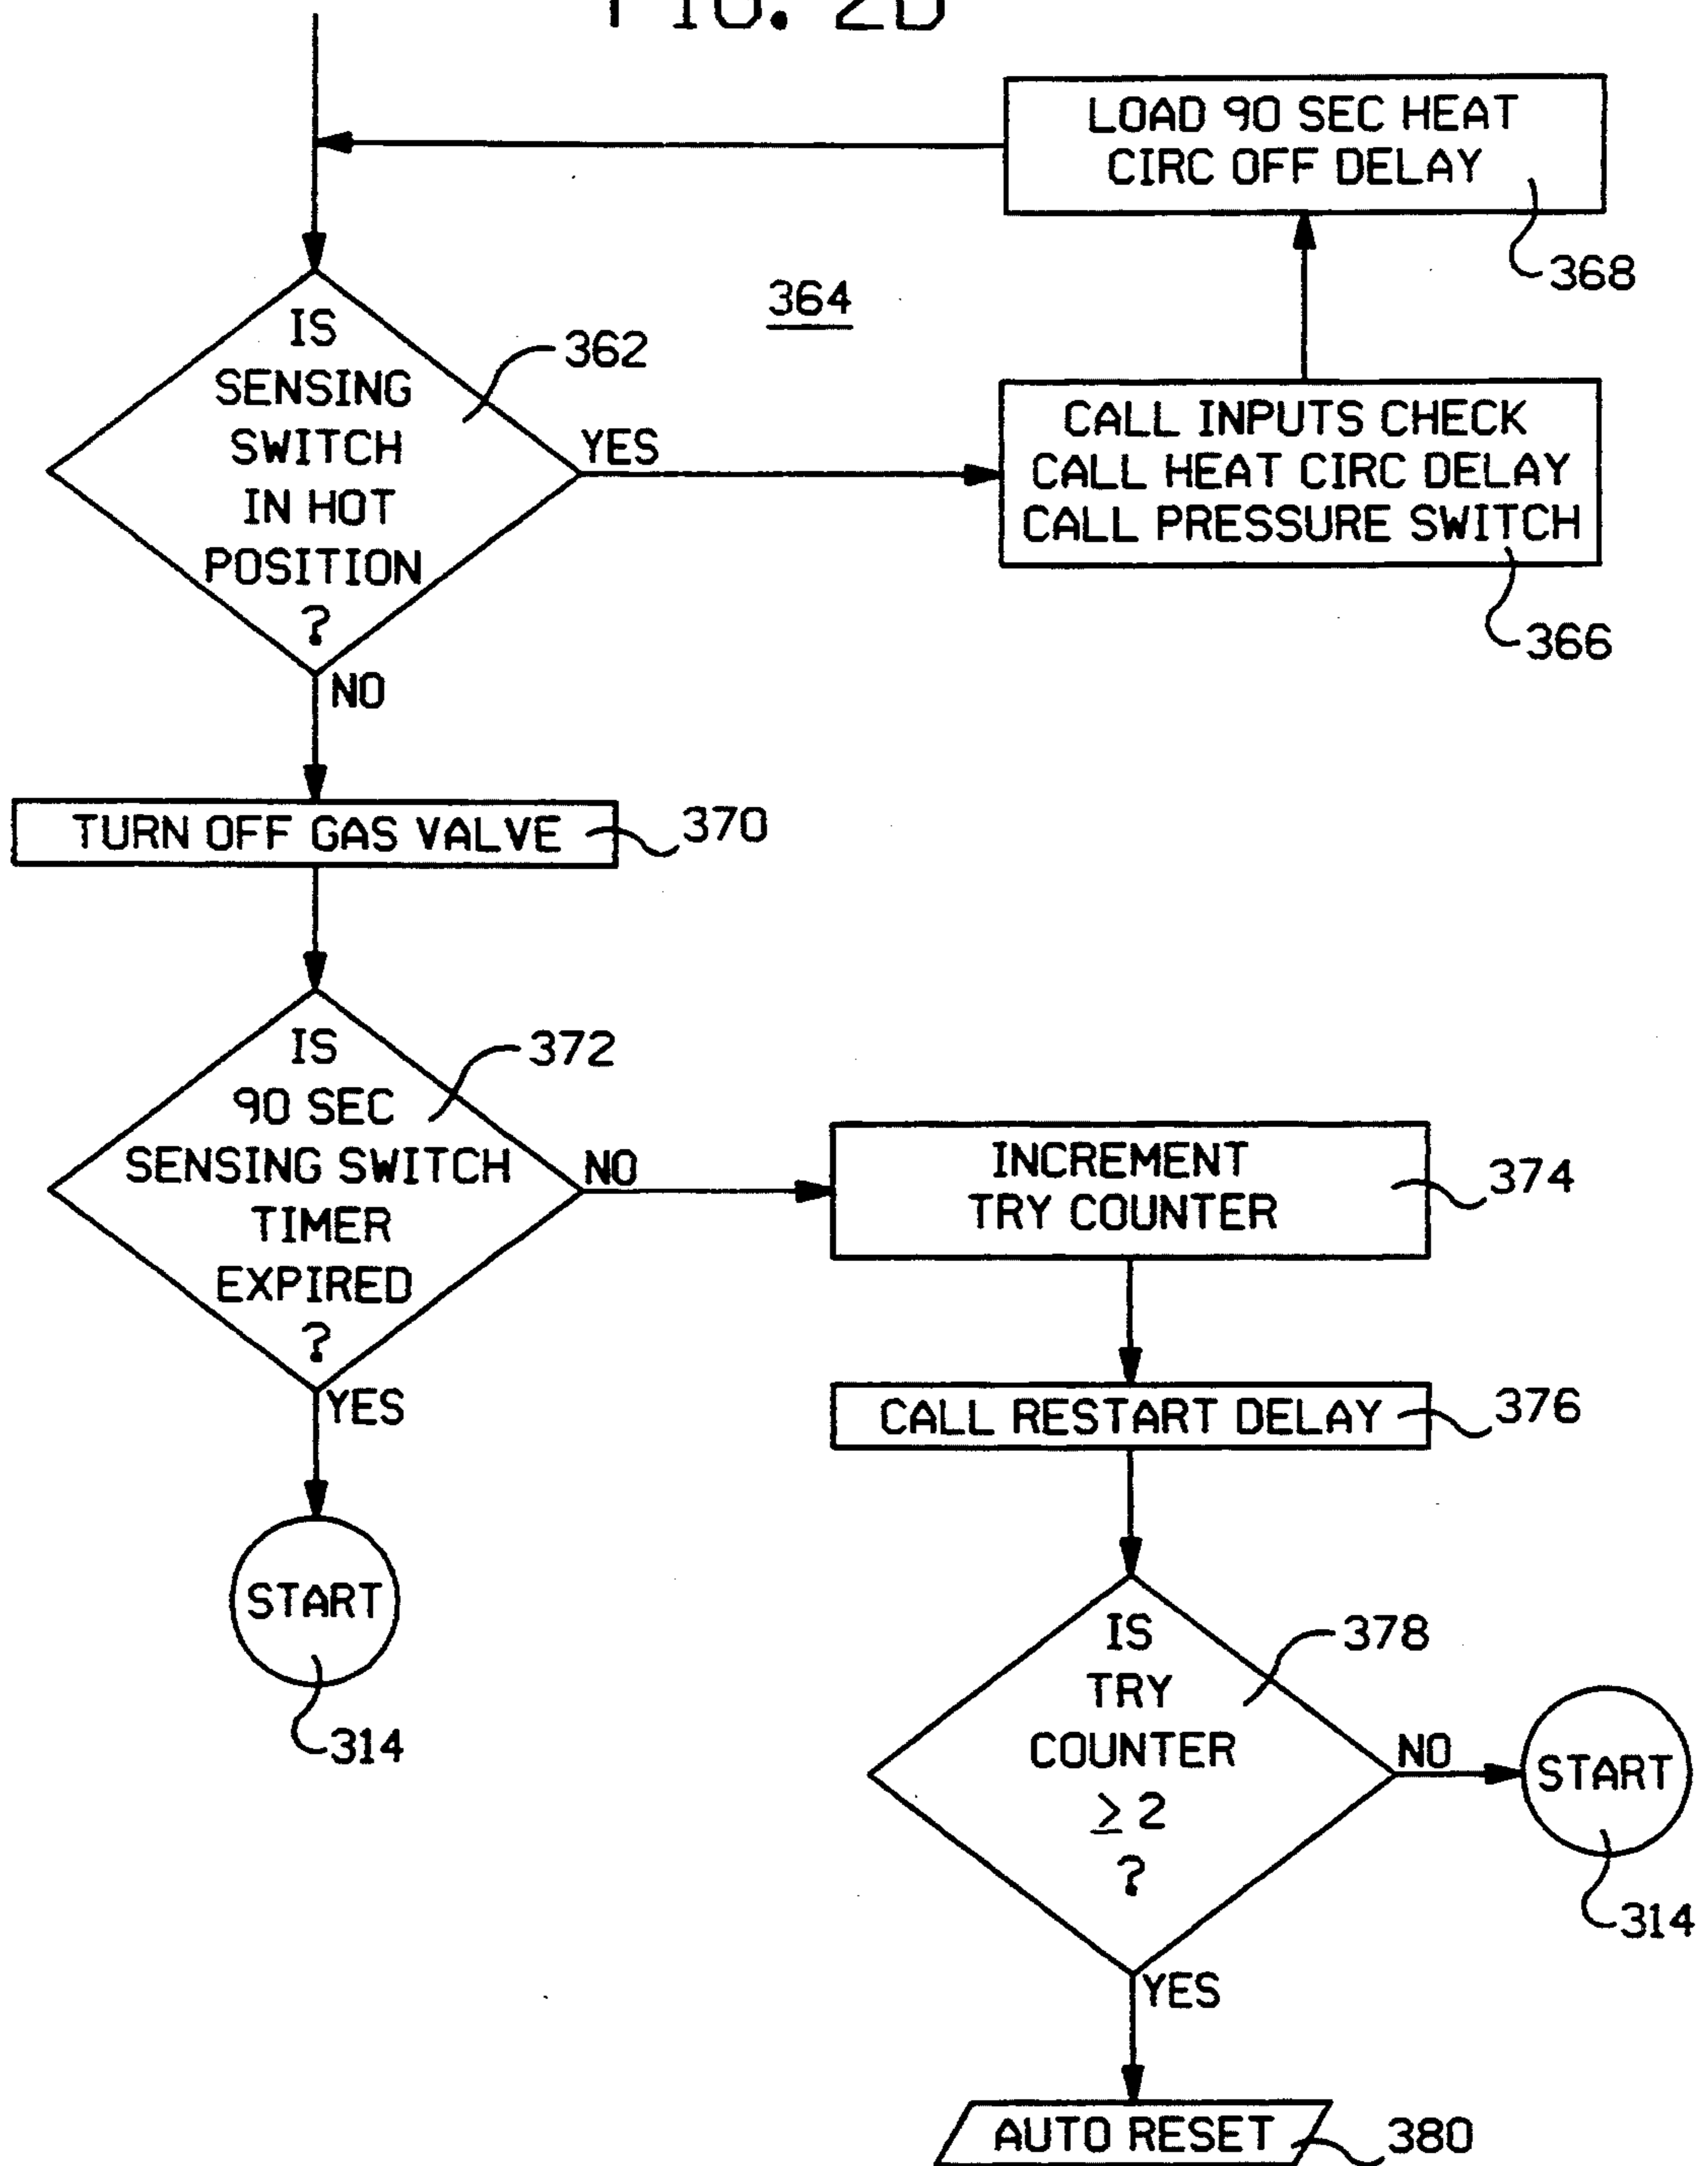 FIG. 2D
LOAD 90 SEC HEAT
CIRC OFF DELAY
368
364
IS
SENSING
SWITCH
IN HOT
POSITION
?
362
YES
CALL INPUTS CHECK
CALL HEAT CIRC DELAY
CALL PRESSURE SWITCH
366
NO
TURN OFF GAS VALVE
370
IS
90 SEC
SENSING SWITCH
TIMER
EXPIRED
?
372
NO
INCREMENT
TRY COUNTER
374
YES
CALL RESTART DELAY
376
START
314
IS
TRY
COUNTER
≥ 2
?
378
NO
START
314
YES
AUTO RESET
380